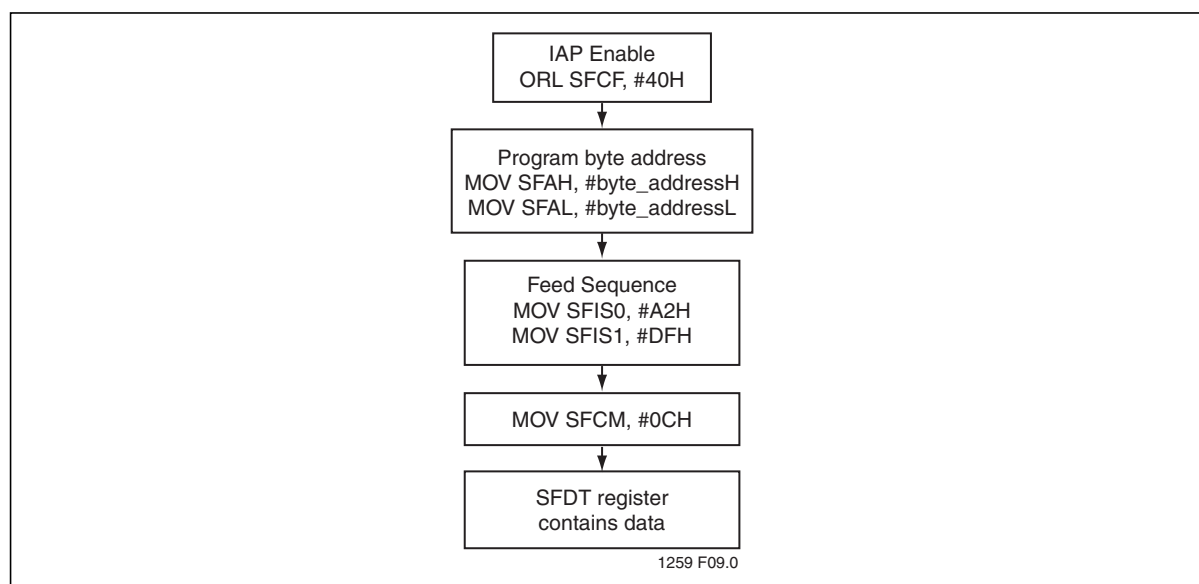 IAP Enable
ORL SFCF, #40H
Program byte address
MOV SFAH, #byte_addressH
MOV SFAL, #byte_addressL
Feed Sequence
MOV SFIS0, #A2H
MOV SFIS1, #DFH
MOV SFCM, #0CH
SFDT register
contains data
1259 F09.0